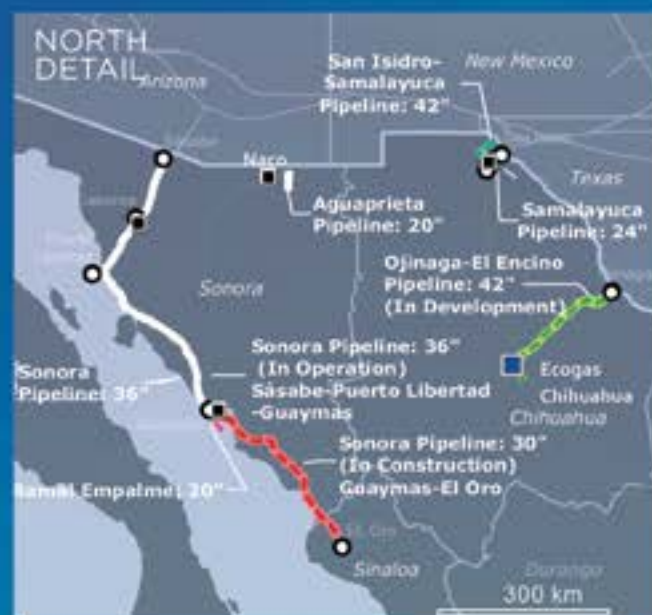 NORTH
DETAIL
Arizona
San Isidro-
Samalayuca
Pipeline: 42"
New Mexico
Naco
Texas
Aguaprieta
Pipeline: 20"
Samalayuca
Pipeline: 24"
Ojinaga-El Encino
Pipeline: 42"
(In Development)
Sonora
Sonora
Pipeline: 36"
Sonora Pipeline: 36"
(In Operation)
Sásabe-Puerto Libertad
-Guaymas
Ecogas
Chihuahua
Chihuahua
Sonora Pipeline: 30"
(In Construction)
Guaymas-El Oro
Ramal Empalme: 20"
El Oro
Sinaloa
Durango
300 km